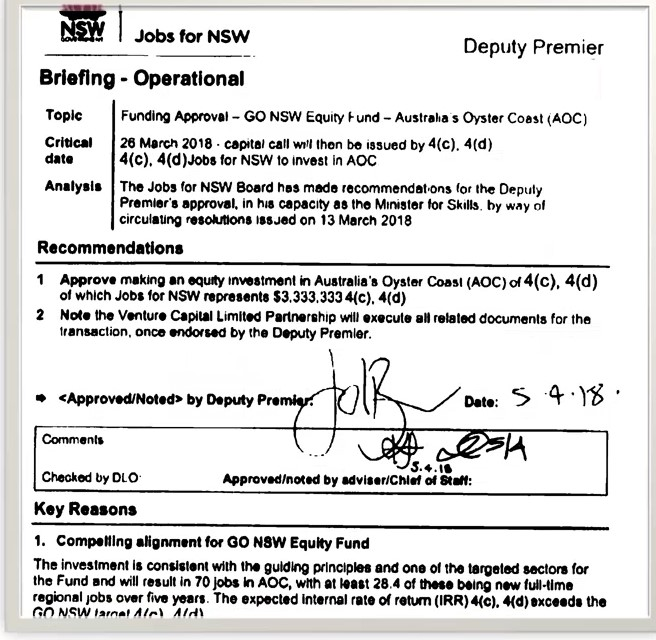 NSW
GOVERNMENT
Jobs for NSW
Deputy Premier
Briefing - Operational
Topic
Funding Approval – GO NSW Equity Fund – Australia's Oyster Coast (AOC)
Critical date
26 March 2018 - capital call will then be issued by 4(c), 4(d)
4(c), 4(d)Jobs for NSW to invest in AOC
Analysis
The Jobs for NSW Board has made recommendations for the Deputy
Premier's approval, in his capacity as the Minister for Skills, by way of
circulating resolutions issued on 13 March 2018
Recommendations
1 Approve making an equity investment in Australia's Oyster Coast (AOC) of 4(c), 4(d)
of which Jobs for NSW represents $3,333,333 4(c), 4(d)
2 Note the Venture Capital Limited Partnership will execute all related documents for the
transaction, once endorsed by the Deputy Premier.
<Approved/Noted> by Deputy Premier: Date: 5.4.18.
Comments
5.4.18
Checked by DLO: Approved/noted by adviser/Chief of Staff:
Key Reasons
1. Compelling alignment for GO NSW Equity Fund
The investment is consistent with the guiding principles and one of the targeted sectors for
the Fund and will result in 70 jobs in AOC, with at least 28.4 of these being new full-time
regional jobs over five years. The expected internal rate of return (IRR) 4(c), 4(d) exceeds the
GO NSW target 4(c), 4(d)